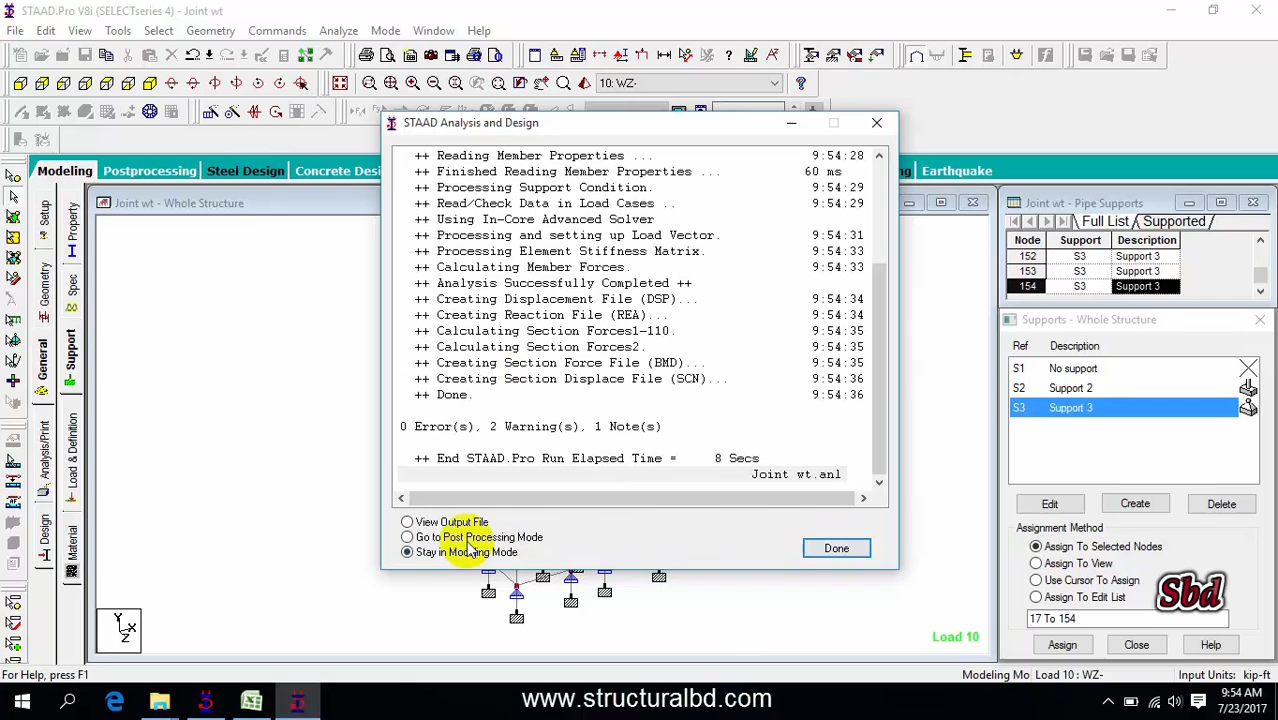 STAAD.Pro V8i (SELECTseries 4) - Joint wt
File Edit View Tools Select Geometry Commands Analyze Mode Window Help
10: WZ-
Modeling Postprocessing Steel Design Concrete Des Earthquake
STAAD Analysis and Design
++ Reading Member Properties ... 9:54:28
++ Finished Reading Member Properties ... 60 ms
++ Processing Support Condition. 9:54:29
++ Read/Check Data in Load Cases .. 9:54:29
++ Using In-Core Advanced Solver
++ Processing and setting up Load Vector. 9:54:31
++ Processing Element Stiffness Matrix. 9:54:33
++ Calculating Member Forces. 9:54:33
++ Analysis Successfully Completed ++
++ Creating Displacement File (DSP)... 9:54:34
++ Creating Reaction File (REA)... 9:54:34
++ Calculating Section Forces1-110. 9:54:35
++ Calculating Section Forces2. 9:54:35
++ Creating Section Force File (BMD)... 9:54:35
++ Creating Section Displace File (SCN)... 9:54:36
++ Done. 9:54:36
0 Error(s), 2 Warning(s), 1 Note(s)
++ End STAAD.Pro Run Elapsed Time = 8 Secs
Joint wt.anl
View Output File
Go to Post Processing Mode
Stay in Modeling Mode
Done
Joint wt - Whole Structure
Setup
Geometry
General
Analysis/Print
Design
Property
Spec
Support
Load & Definition
Material
Y
X
Z
Load 10
Joint wt - Pipe Supports
Full List Supported
Node Support Description
152 S3 Support 3
153 S3 Support 3
154 S3 Support 3
Supports - Whole Structure
Ref Description
S1 No support
S2 Support 2
S3 Support 3
Edit Create Delete
Assignment Method
Assign To Selected Nodes
Assign To View
Use Cursor To Assign
Assign To Edit List
Sbd
17 To 154
Assign Close Help
For Help, press F1
Modeling Mo Load 10: WZ- Input Units: kip-ft
www.structuralbd.com
9:54 AM
7/23/2017